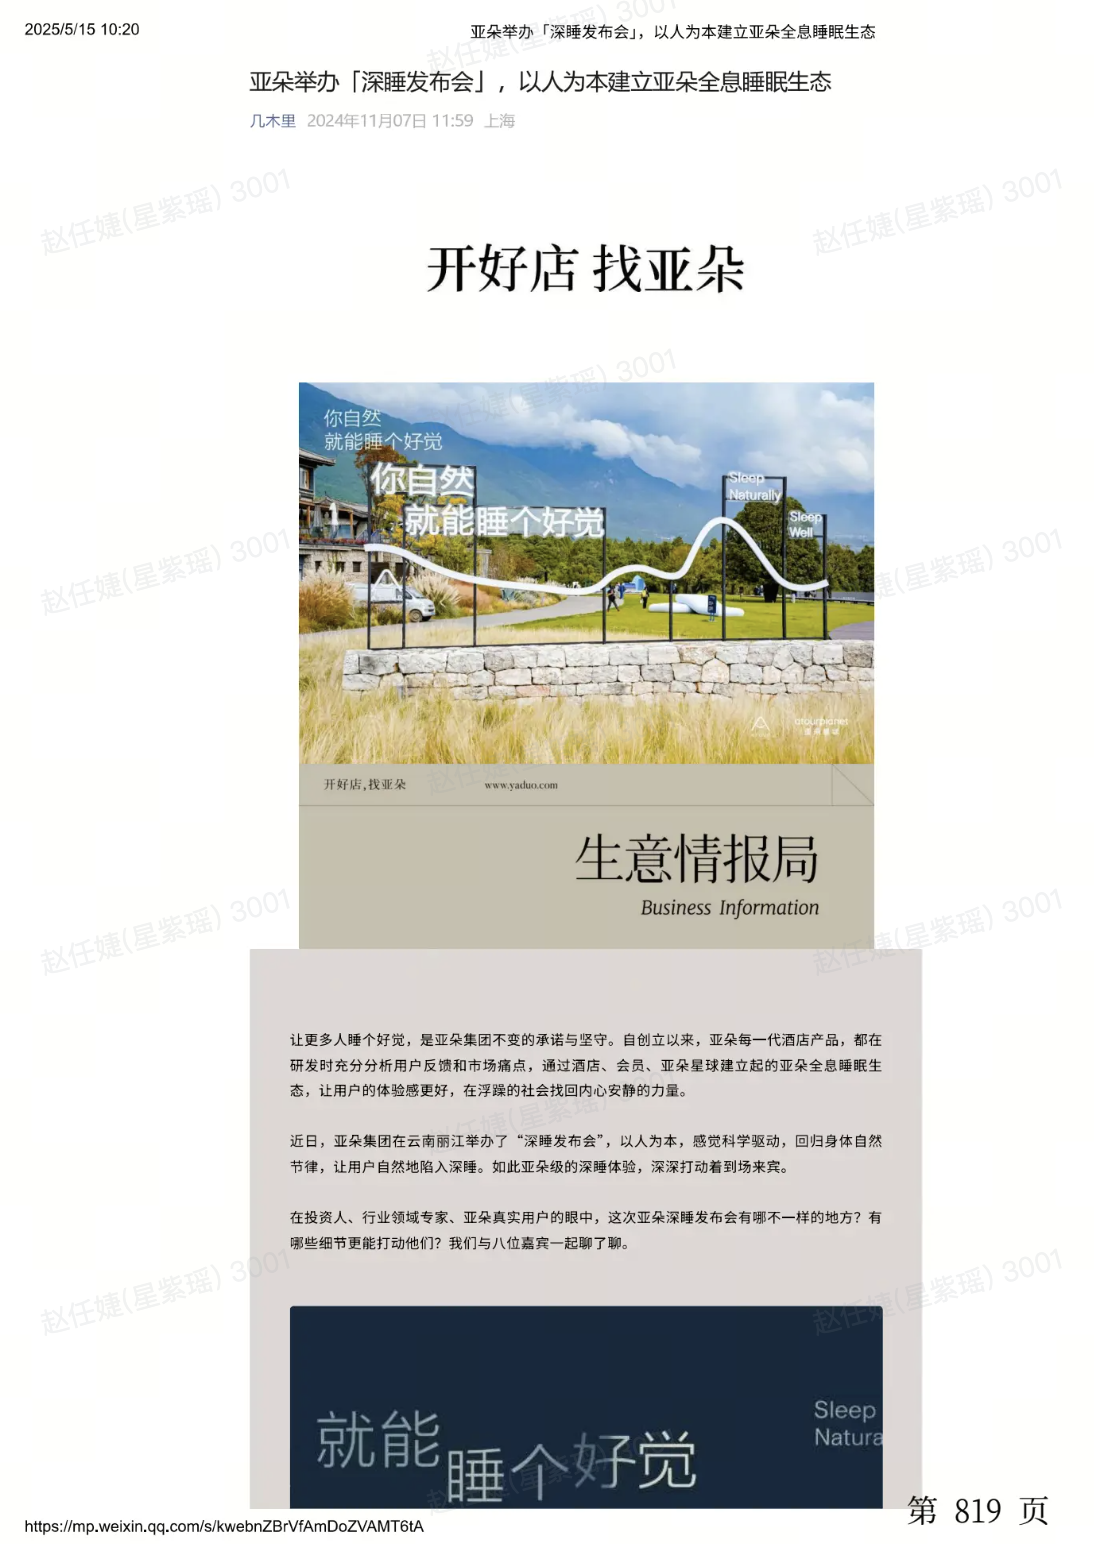 2025/5/15 10:20
亚朵举办「深睡发布会」，以人为本建立亚朵全息睡眠生态
亚朵举办「深睡发布会」，以人为本建立亚朵全息睡眠生态
几木里 2024年11月07日 11:59 上海
开好店 找亚朵
你自然
就能睡个好觉
你自然
就能睡个好觉
Sleep
Naturally
Sleep
Well
atourplanet
开好店,找亚朵
www.yaduo.com
生意情报局
Business Information
让更多人睡个好觉，是亚朵集团不变的承诺与坚守。自创立以来，亚朵每一代酒店产品，都在
研发时充分分析用户反馈和市场痛点，通过酒店、会员、亚朵星球建立起的亚朵全息睡眠生
态，让用户的体验感更好，在浮躁的社会找回内心安静的力量。
近日，亚朵集团在云南丽江举办了“深睡发布会”，以人为本，感觉科学驱动，回归身体自然
节律，让用户自然地陷入深睡。如此亚朵级的深睡体验，深深打动着到场来宾。
在投资人、行业领域专家、亚朵真实用户的眼中，这次亚朵深睡发布会有哪不一样的地方？有
哪些细节更能打动他们？我们与八位嘉宾一起聊了聊。
就能
睡个好觉
Sleep
Natura
第 819 页
https://mp.weixin.qq.com/s/kwebnZBrVfAmDoZVAMT6tA
赵任婕(星紫瑶) 3001